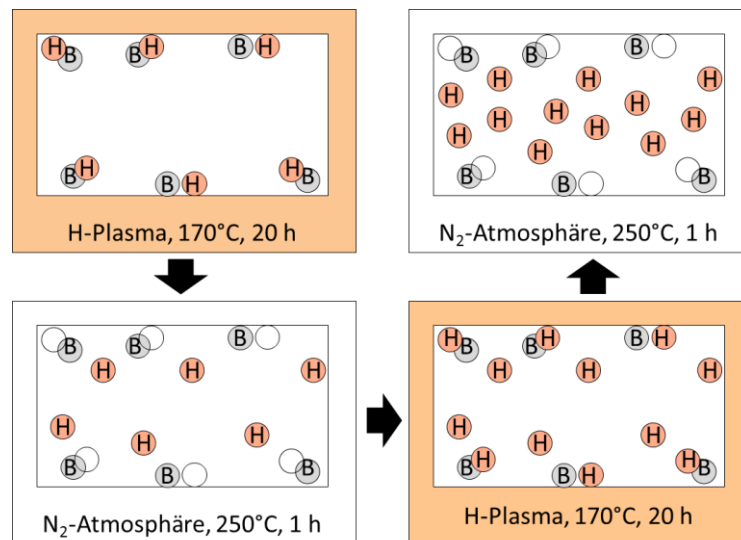 H B B H B H
B H B H H B
H-Plasma, 170°C, 20 h
B B B
H H H
H H H
H H H
H H H
B B B
N₂-Atmosphäre, 250°C, 1 h
B B B
H H H
H H H
B B B
N₂-Atmosphäre, 250°C, 1 h
H B B H B H
H H H
H H H
B H B H H B
H-Plasma, 170°C, 20 h